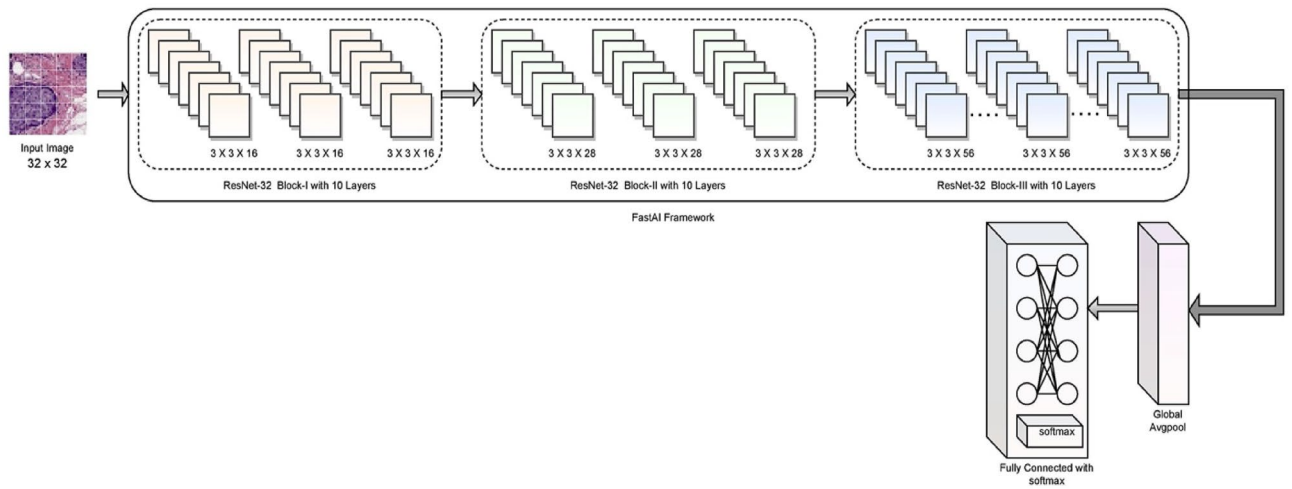 Input Image
32 x 32
3 X 3 X 16
3 X 3 X 16
3 X 3 X 16
ResNet-32 Block-I with 10 Layers
3 X 3 X 28
3 X 3 X 28
3 X 3 X 28
ResNet-32 Block-II with 10 Layers
3 X 3 X 56
3 X 3 X 56
3 X 3 X 56
ResNet-32 Block-III with 10 Layers
FastAI Framework
softmax
Fully Connected with
softmax
Global
Avgpool